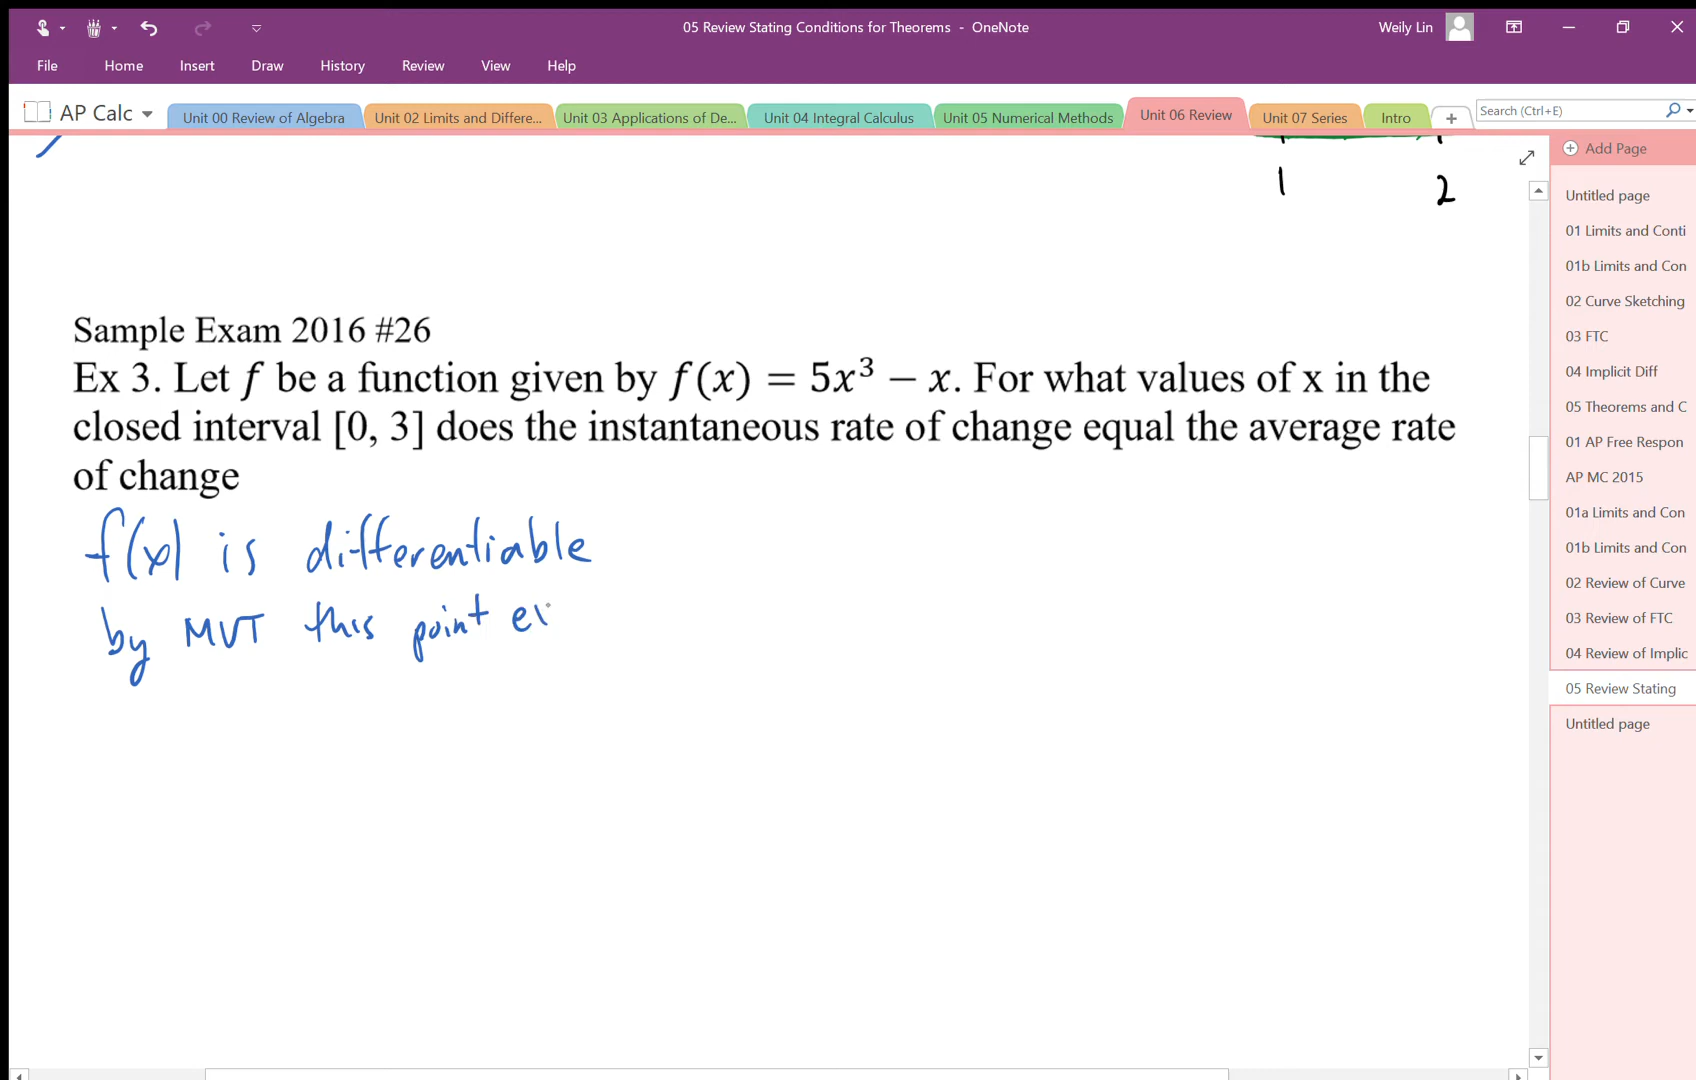 05 Review Stating Conditions for Theorems - OneNote
Weily Lin
File Home Insert Draw History Review View Help
AP Calc
Unit 00 Review of Algebra
Unit 02 Limits and Differe...
Unit 03 Applications of De...
Unit 04 Integral Calculus
Unit 05 Numerical Methods
Unit 06 Review
Unit 07 Series
Intro
Search (Ctrl+E)
1 2
Sample Exam 2016 #26
Ex 3. Let f be a function given by f(x) = 5x³ − x. For what values of x in the
closed interval [0, 3] does the instantaneous rate of change equal the average rate
of change
f(x) is differentiable
by MVT this point
Add Page
Untitled page
01 Limits and Conti
01b Limits and Con
02 Curve Sketching
03 FTC
04 Implicit Diff
05 Theorems and C
01 AP Free Respon
AP MC 2015
01a Limits and Con
01b Limits and Con
02 Review of Curve
03 Review of FTC
04 Review of Implic
05 Review Stating
Untitled page